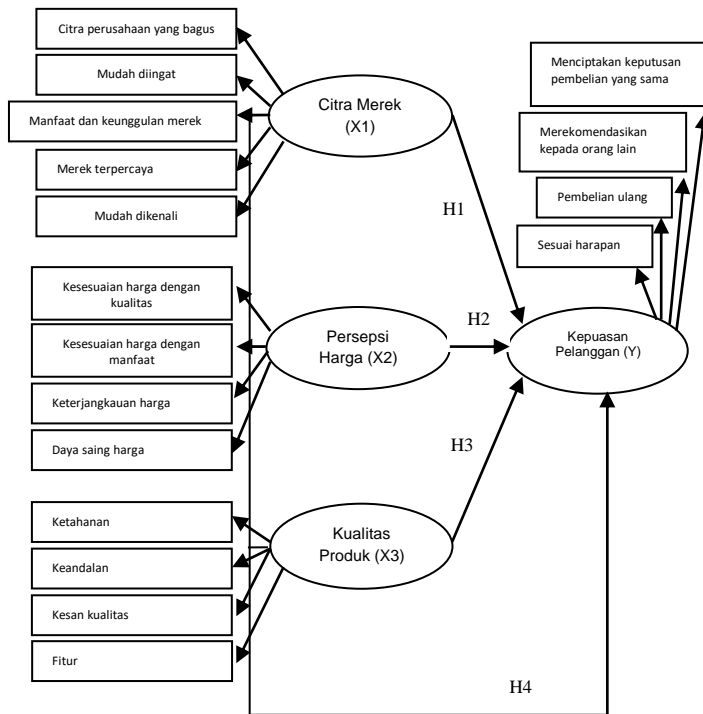 Citra perusahaan yang bagus
Mudah diingat
Manfaat dan keunggulan merek
Merek terpercaya
Mudah dikenali
Citra Merek
(X1)
Menciptakan keputusan
pembelian yang sama
Merekomendasikan
kepada orang lain
Pembelian ulang
Sesuai harapan
H1
Kesesuaian harga dengan
kualitas
Kesesuaian harga dengan
manfaat
Keterjangkauan harga
Daya saing harga
Persepsi
Harga (X2)
H2
Kepuasan
Pelanggan (Y)
H3
Ketahanan
Keandalan
Kesan kualitas
Fitur
Kualitas
Produk (X3)
H4